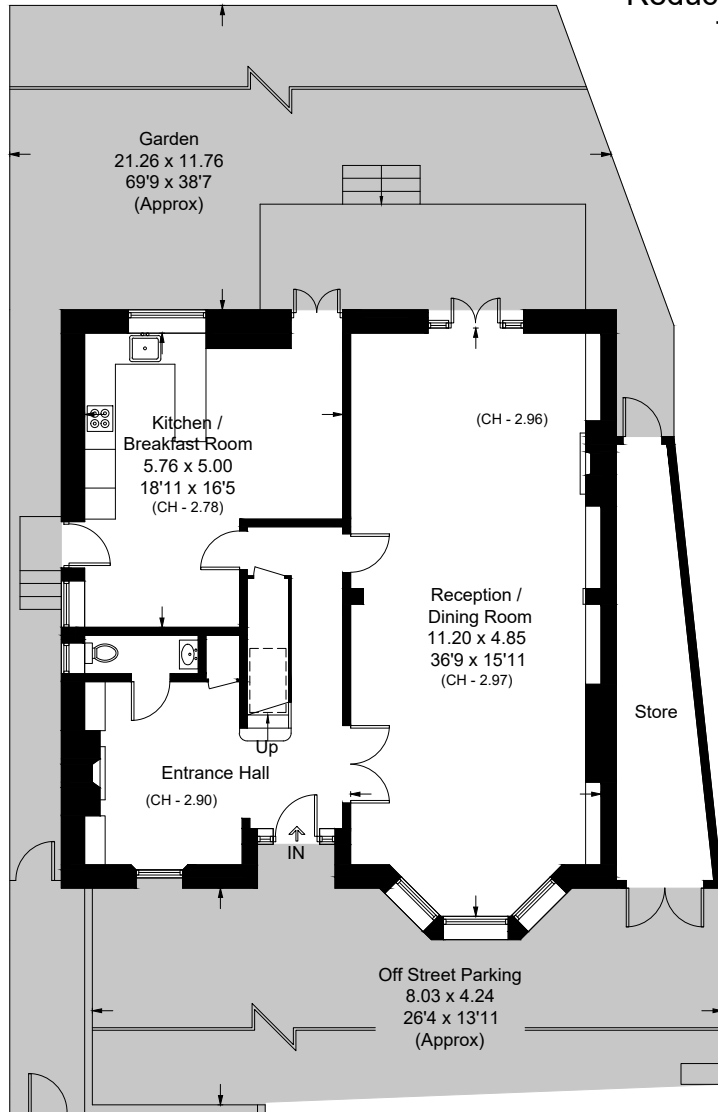 Garden
21.26 x 11.76
69'9 x 38'7
(Approx)
Kitchen /
Breakfast Room
5.76 x 5.00
18'11 x 16'5
(CH - 2.78)
(CH - 2.96)
Reception /
Dining Room
11.20 x 4.85
36'9 x 15'11
(CH - 2.97)
Store
Up
Entrance Hall
(CH - 2.90)
IN
Off Street Parking
8.03 x 4.24
26'4 x 13'11
(Approx)